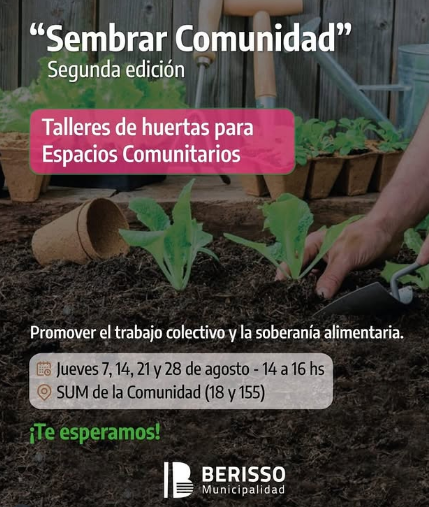 “Sembrar Comunidad”
Segunda edición
Talleres de huertas para
Espacios Comunitarios
Promover el trabajo colectivo y la soberanía alimentaria.
Jueves 7, 14, 21 y 28 de agosto - 14 a 16 hs
SUM de la Comunidad (18 y 155)
¡Te esperamos!
BERISSO
Municipalidad